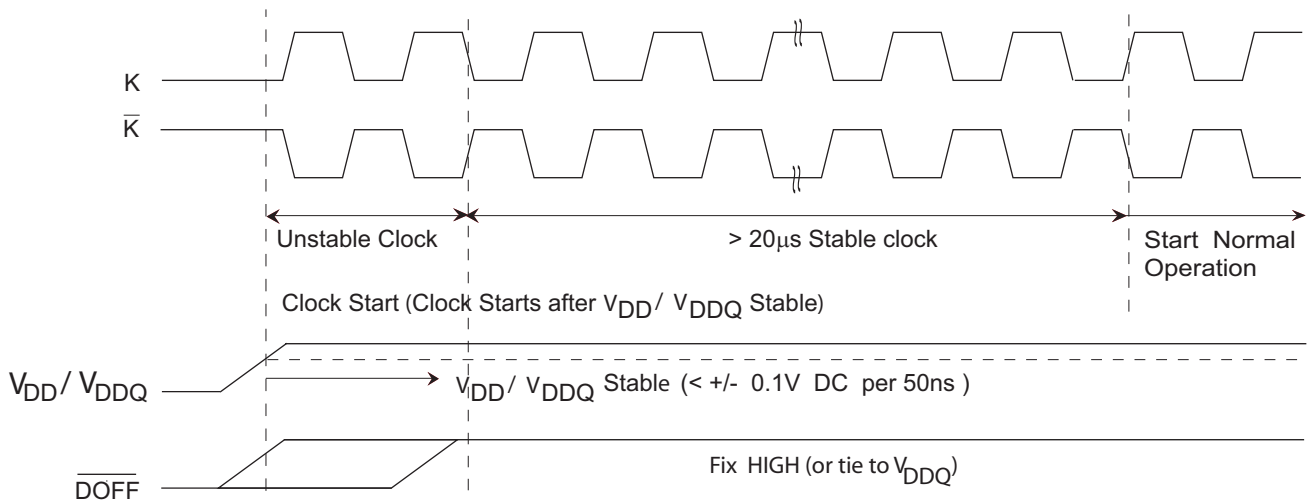 K
K̅
Unstable Clock
> 20μs Stable clock
Start Normal
Operation
Clock Start (Clock Starts after VDD / VDDQ Stable)
VDD / VDDQ
VDD / VDDQ Stable (< +/- 0.1V DC per 50ns )
Fix HIGH (or tie to VDDQ)
D̅O̅F̅F̅